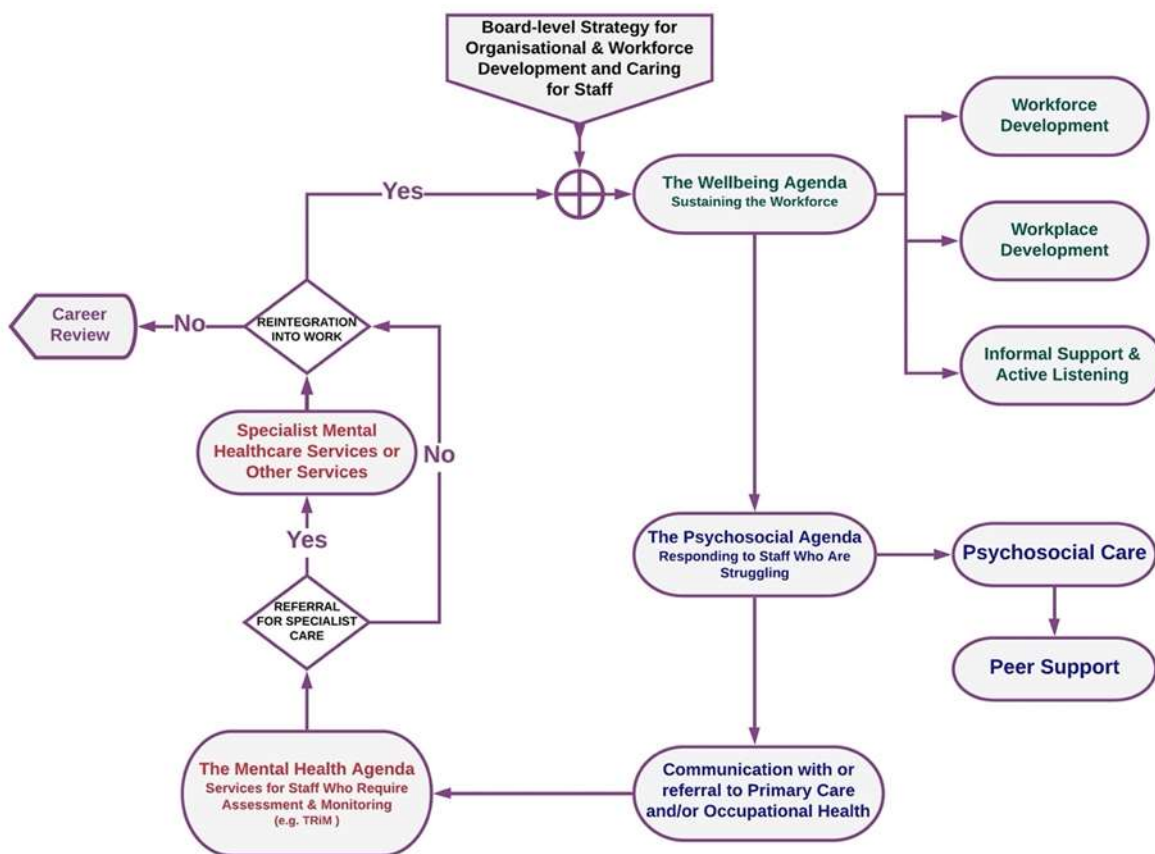 Board-level Strategy for
Organisational & Workforce
Development and Caring
for Staff
Yes
The Wellbeing Agenda
Sustaining the Workforce
Workforce
Development
Workplace
Development
Informal Support &
Active Listening
Career
Review
No
REINTEGRATION
INTO WORK
Specialist Mental
Healthcare Services or
Other Services
No
Yes
REFERRAL
FOR SPECIALIST
CARE
The Psychosocial Agenda
Responding to Staff Who Are
Struggling
Psychosocial Care
Peer Support
The Mental Health Agenda
Services for Staff Who Require
Assessment & Monitoring
(e.g. TRiM )
Communication with or
referral to Primary Care
and/or Occupational Health